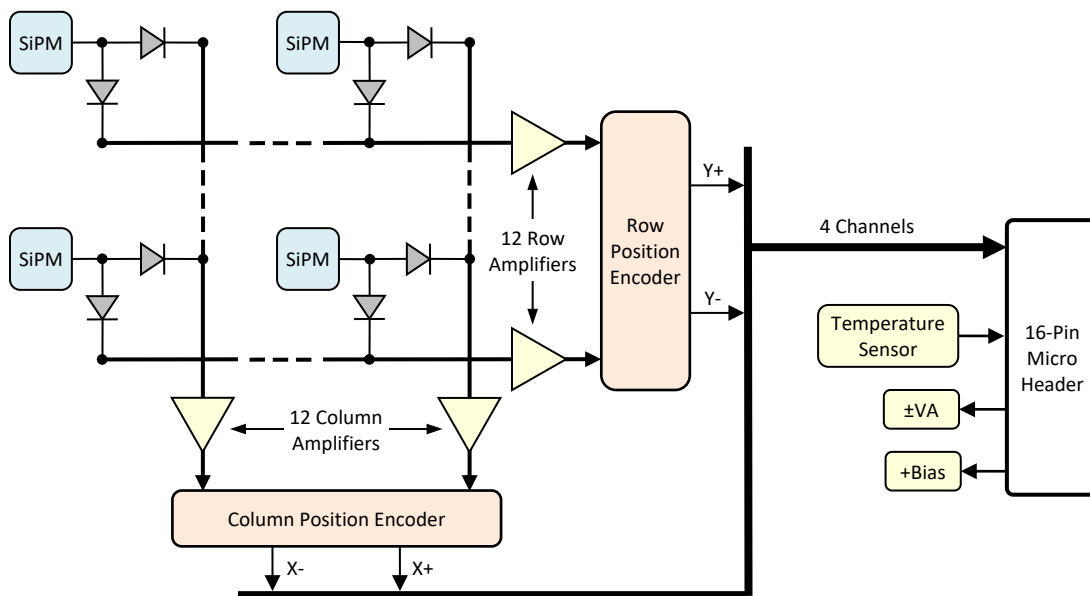 SiPM
SiPM
Y+
Row
Position
Encoder
Y-
4 Channels
12 Row
Amplifiers
SiPM
SiPM
Temperature
Sensor
16-Pin
Micro
Header
±VA
+Bias
12 Column
Amplifiers
Column Position Encoder
X-
X+